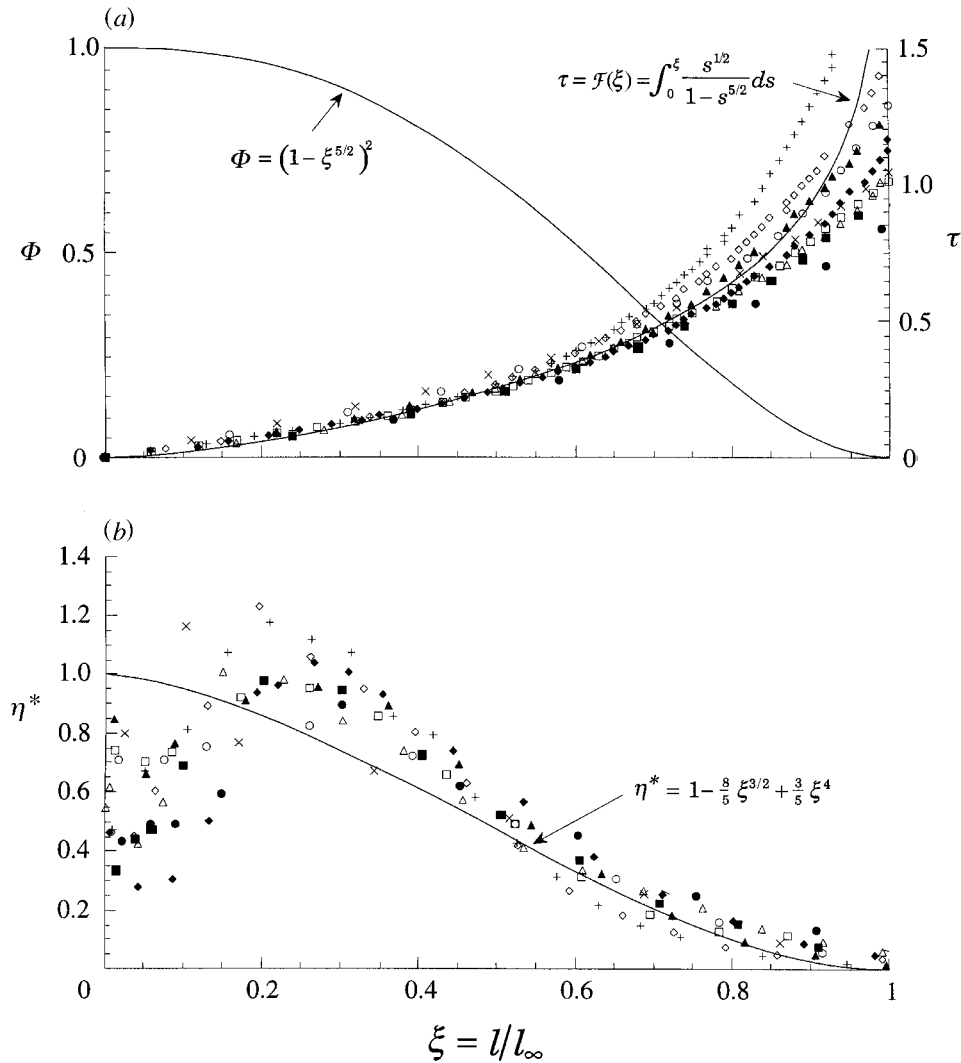 (a)
1.0
1.5
τ = ℱ(ξ) = ∫₀^ξ s^{1/2} / (1 − s^{5/2}) ds
Φ = (1 − ξ^{5/2})²
1.0
Φ 0.5
τ
0.5
0
0
(b)
1.4
1.2
1.0
η*
0.8
0.6
η* = 1 − 8/5 ξ^{3/2} + 3/5 ξ⁴
0.4
0.2
0 0.2 0.4 0.6 0.8 1
ξ = l/l∞